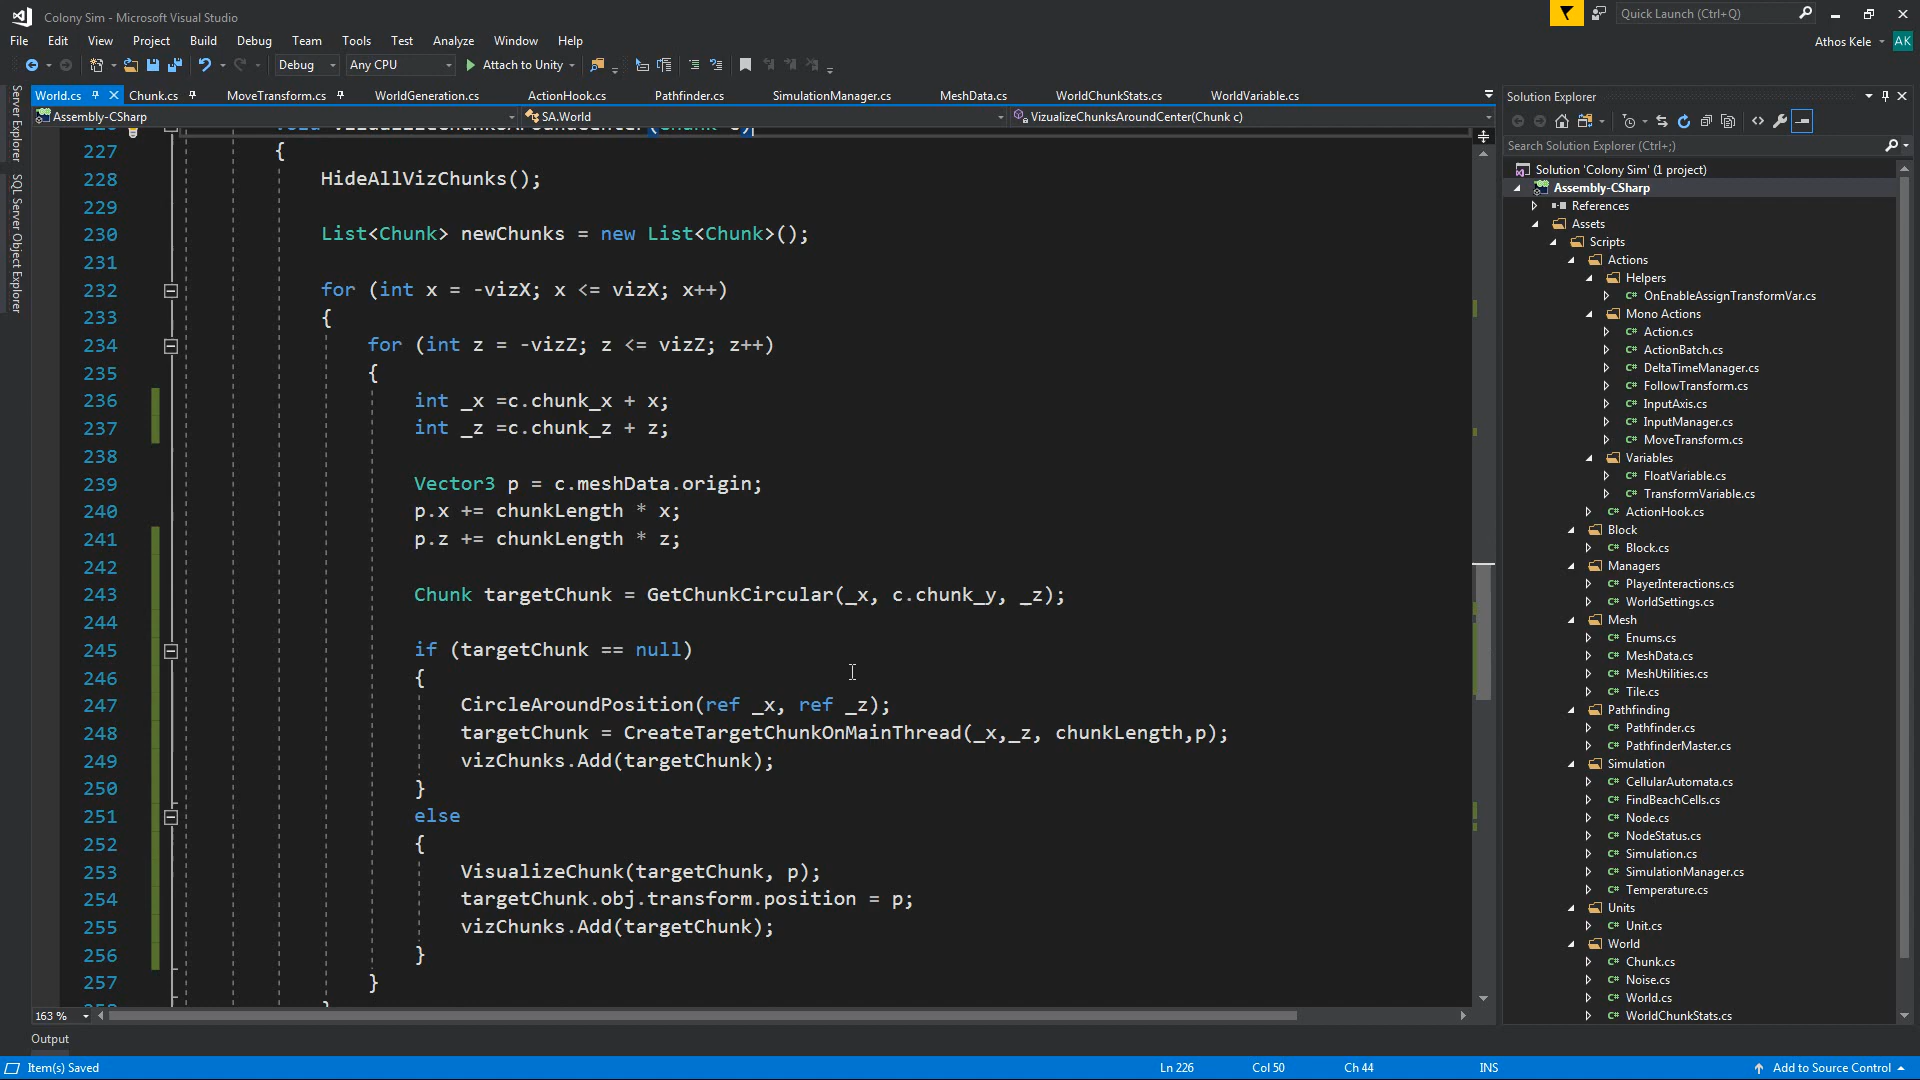 Colony Sim - Microsoft Visual Studio
Quick Launch (Ctrl+Q)
File Edit View Project Build Debug Team Tools Test Analyze Window Help
Athos Kele AK
Debug Any CPU Attach to Unity
World.cs Chunk.cs MoveTransform.cs WorldGeneration.cs ActionHook.cs Pathfinder.cs SimulationManager.cs MeshData.cs WorldChunkStats.cs WorldVariable.cs
Assembly-CSharp SA.World VizualizeChunksAroundCenter(Chunk c)
Server Explorer
SQL Server Object Explorer
227 {
228 HideAllVizChunks();
229
230 List<Chunk> newChunks = new List<Chunk>();
231
232 for (int x = -vizX; x <= vizX; x++)
233 {
234 for (int z = -vizZ; z <= vizZ; z++)
235 {
236 int _x =c.chunk_x + x;
237 int _z =c.chunk_z + z;
238
239 Vector3 p = c.meshData.origin;
240 p.x += chunkLength * x;
241 p.z += chunkLength * z;
242
243 Chunk targetChunk = GetChunkCircular(_x, c.chunk_y, _z);
244
245 if (targetChunk == null)
246 {
247 CircleAroundPosition(ref _x, ref _z);
248 targetChunk = CreateTargetChunkOnMainThread(_x,_z, chunkLength,p);
249 vizChunks.Add(targetChunk);
250 }
251 else
252 {
253 VisualizeChunk(targetChunk, p);
254 targetChunk.obj.transform.position = p;
255 vizChunks.Add(targetChunk);
256 }
257 }
163 %
Output
Item(s) Saved Ln 226 Col 50 Ch 44 INS Add to Source Control
Solution Explorer
Search Solution Explorer (Ctrl+;)
Solution 'Colony Sim' (1 project)
Assembly-CSharp
References
Assets
Scripts
Actions
Helpers
C# OnEnableAssignTransformVar.cs
Mono Actions
C# Action.cs
C# ActionBatch.cs
C# DeltaTimeManager.cs
C# FollowTransform.cs
C# InputAxis.cs
C# InputManager.cs
C# MoveTransform.cs
Variables
C# FloatVariable.cs
C# TransformVariable.cs
C# ActionHook.cs
Block
C# Block.cs
Managers
C# PlayerInteractions.cs
C# WorldSettings.cs
Mesh
C# Enums.cs
C# MeshData.cs
C# MeshUtilities.cs
C# Tile.cs
Pathfinding
C# Pathfinder.cs
C# PathfinderMaster.cs
Simulation
C# CellularAutomata.cs
C# FindBeachCells.cs
C# Node.cs
C# NodeStatus.cs
C# Simulation.cs
C# SimulationManager.cs
C# Temperature.cs
Units
C# Unit.cs
World
C# Chunk.cs
C# Noise.cs
C# World.cs
C# WorldChunkStats.cs